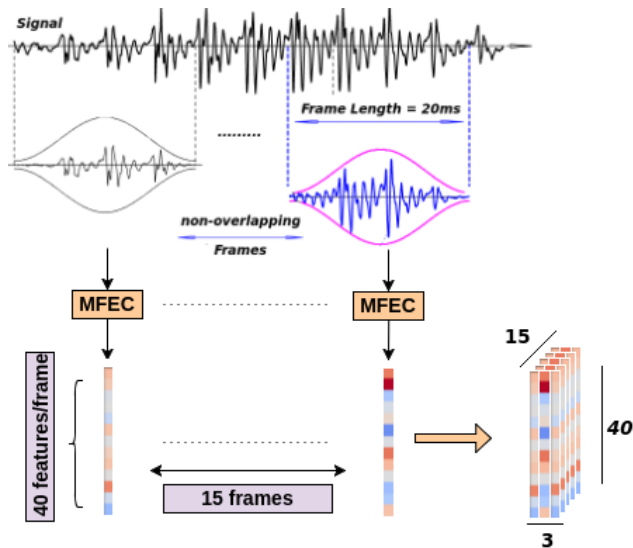 Signal
Frame Length = 20ms
non-overlapping
Frames
MFEC
MFEC
15
40 features/frame
40
15 frames
3